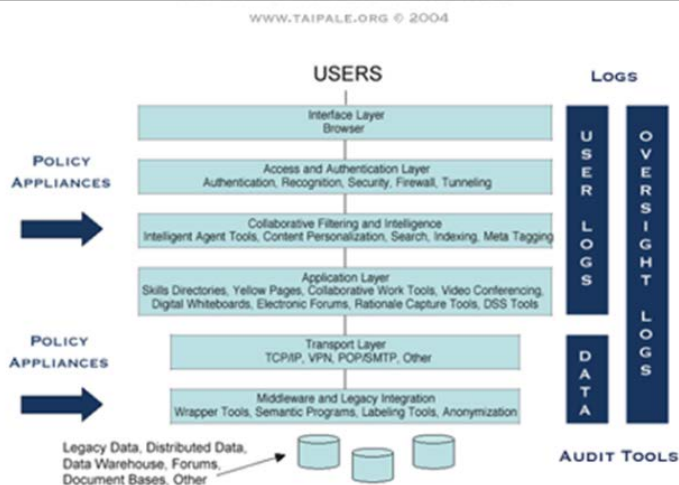 WWW.TAIPALE.ORG © 2004
USERS
LOGS
Interface Layer
Browser
POLICY
APPLIANCES
Access and Authentication Layer
Authentication, Recognition, Security, Firewall, Tunneling
Collaborative Filtering and Intelligence
Intelligent Agent Tools, Content Personalization, Search, Indexing, Meta Tagging
Application Layer
Skills Directories, Yellow Pages, Collaborative Work Tools, Video Conferencing,
Digital Whiteboards, Electronic Forums, Rationale Capture Tools, DSS Tools
USER LOGS
OVERSIGHT LOGS
POLICY
APPLIANCES
Transport Layer
TCP/IP, VPN, POP/SMTP, Other
Middleware and Legacy Integration
Wrapper Tools, Semantic Programs, Labeling Tools, Anonymization
DATA
Legacy Data, Distributed Data,
Data Warehouse, Forums,
Document Bases, Other
AUDIT TOOLS